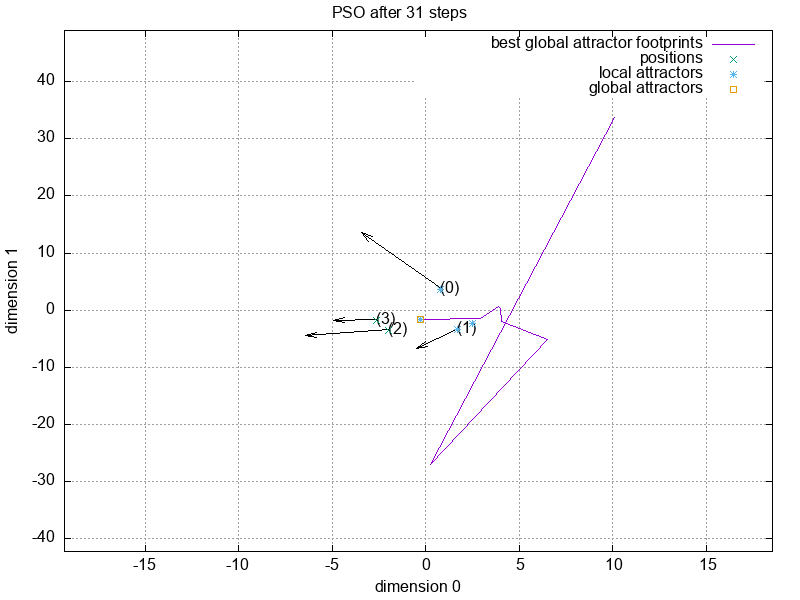 PSO after 31 steps
best global attractor footprints
positions
local attractors
global attractors
40
30
20
10
0
-10
-20
-30
-40
dimension 1
(0)
(3)
(2)
(1)
-15
-10
-5
0
5
10
15
dimension 0